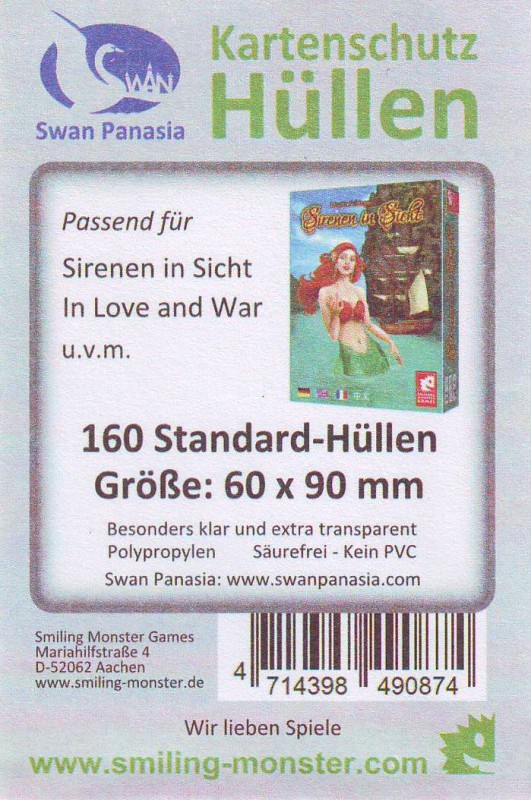 Kartenschutz
Hüllen
SWAN
Swan Panasia
Passend für
Sirenen in Sicht
In Love and War
u.v.m.
Sirenen in Sicht
中文
160 Standard-Hüllen
Größe: 60 x 90 mm
Besonders klar und extra transparent
Polypropylen Säurefrei - Kein PVC
Swan Panasia: www.swanpanasia.com
Smiling Monster Games
Mariahilfstraße 4
D-52062 Aachen
www.smiling-monster.de
4 714398 490874
Wir lieben Spiele
www.smiling-monster.com